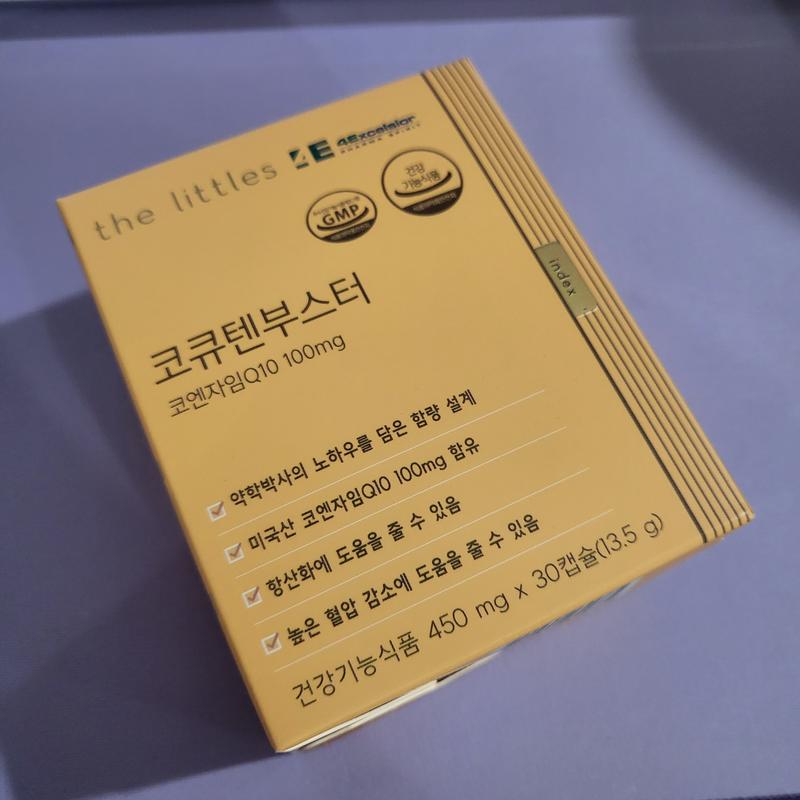 the littles 4E 4Excelsior
PHARMA SPIRIT
GMP
건강
기능식품
index
코큐텐부스터
코엔자임Q10 100mg
약학박사의 노하우를 담은 함량 설계
미국산 코엔자임Q10 100mg 함유
항산화에 도움을 줄 수 있음
높은 혈압 감소에 도움을 줄 수 있음
건강기능식품 450 mg x 30캡슐(13.5 g)